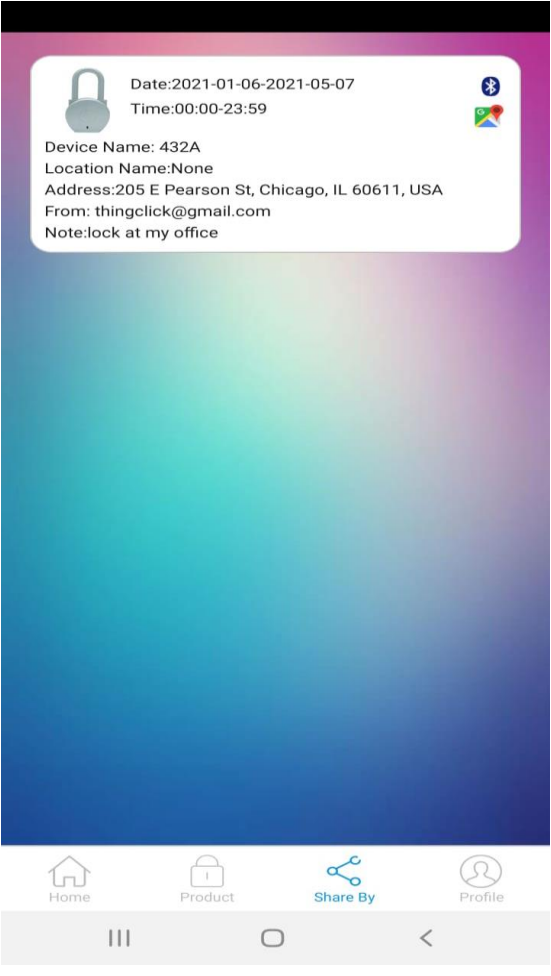 Date:2021-01-06-2021-05-07
Time:00:00-23:59
Device Name: 432A
Location Name:None
Address:205 E Pearson St, Chicago, IL 60611, USA
From: thingclick@gmail.com
Note:lock at my office
Home
Product
Share By
Profile